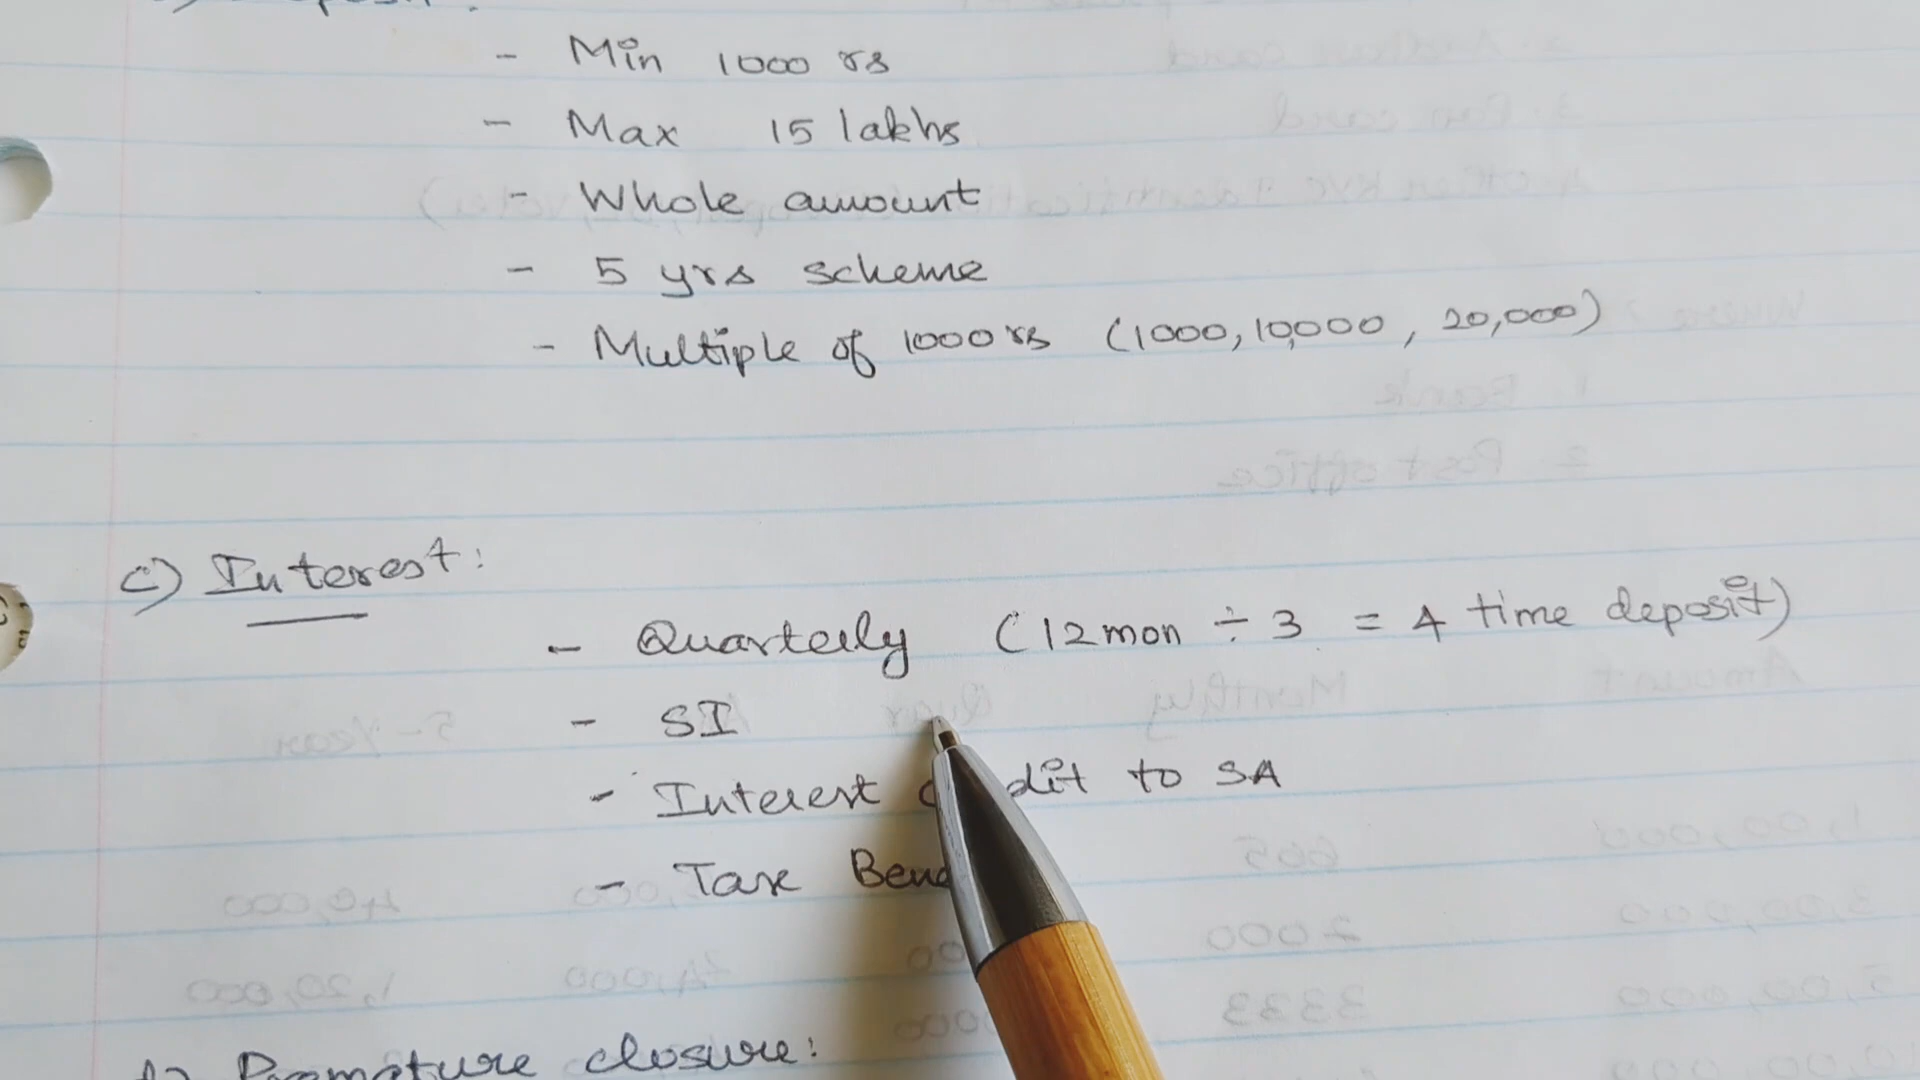 - Min 1000 rs
- Max 15 lakhs
- Whole amount
- 5 yrs scheme
- Multiple of 1000 rs (1000, 10,000, 20,000)
c) Interest:
- Quarterly (12 mon ÷ 3 = 4 time deposit)
- SI
- Interest to SA
- Tax
Premature closure: